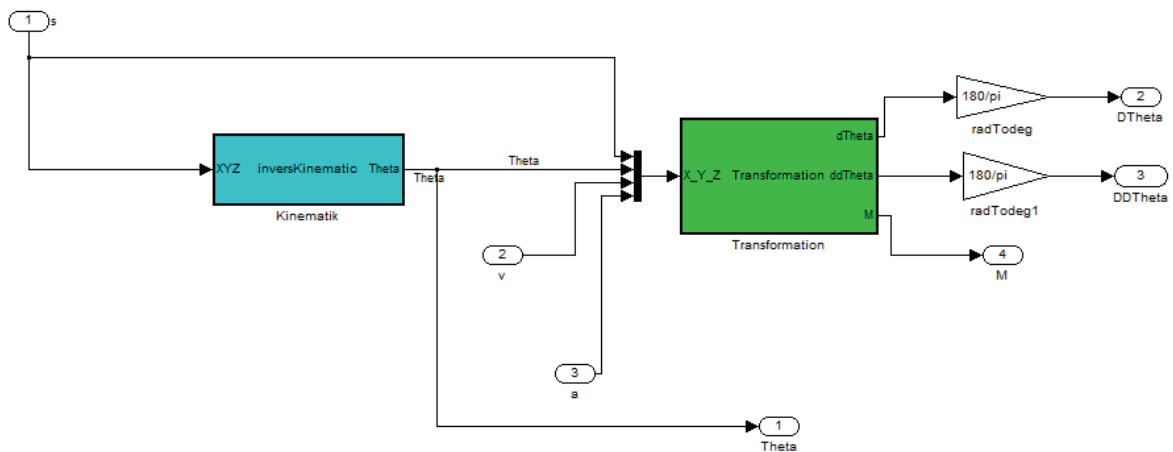 1
s
XYZ
inversKinematic
Theta
Kinematik
Theta
Theta
2
v
3
a
X_Y_Z
Transformation
dTheta
ddTheta
M
Transformation
180/pi
radTodeg
2
DTheta
180/pi
radTodeg1
3
DDTheta
4
M
1
Theta